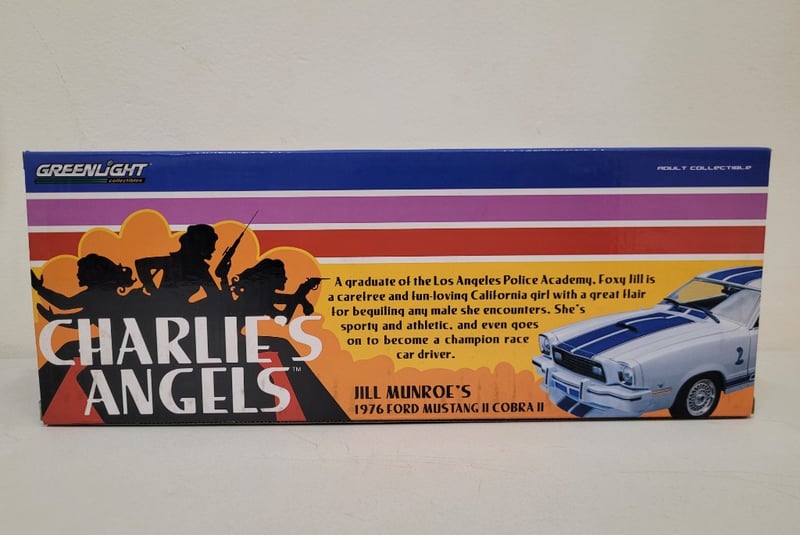 GREENLIGHT
collectibles
ADULT COLLECTIBLE
A graduate of the Los Angeles Police Academy, Foxy Jill is
a carefree and fun-loving California girl with a great flair
for beguiling any male she encounters. She's
sporty and athletic, and even goes
on to become a champion race
car driver.
CHARLIE'S
ANGELS™
JILL MUNROE'S
1976 FORD MUSTANG II COBRA II